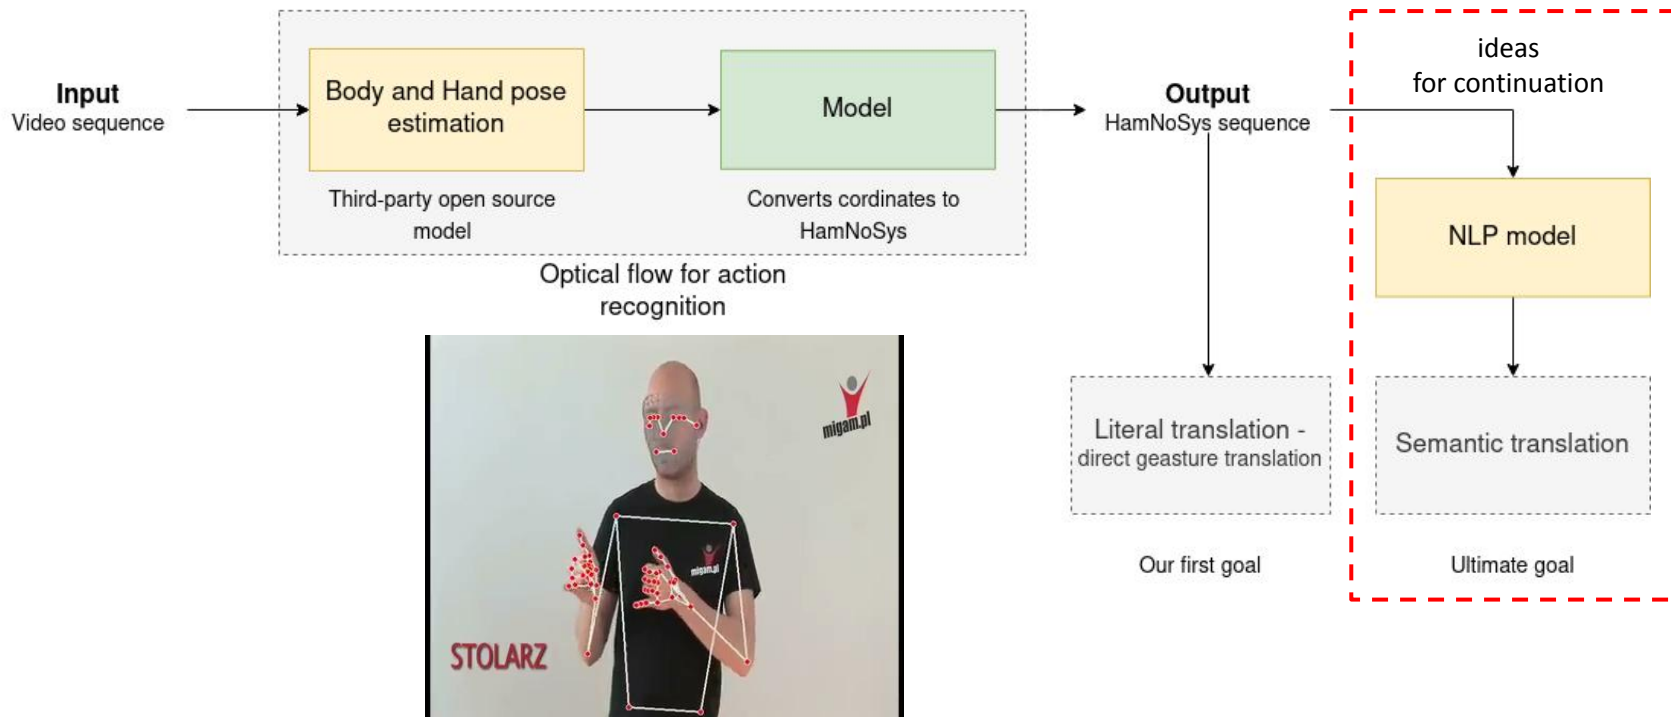 Input
Video sequence
Body and Hand pose
estimation
Third-party open source
model
Model
Converts cordinates to
HamNoSys
Optical flow for action
recognition
Output
HamNoSys sequence
ideas
for continuation
NLP model
Literal translation -
direct geasture translation
Our first goal
Semantic translation
Ultimate goal
migam.pl
migam.pl
STOLARZ